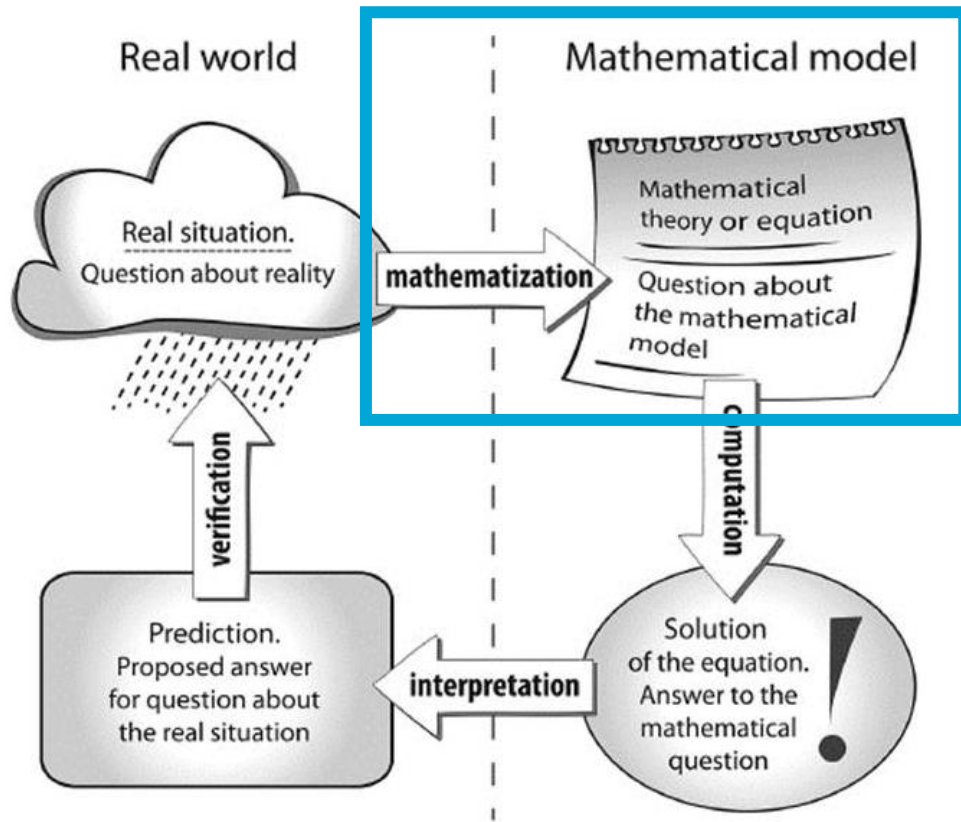 Real world
Mathematical model
Real situation.
Question about reality
mathematization
Mathematical
theory or equation
Question about
the mathematical
model
computation
verification
Prediction.
Proposed answer
for question about
the real situation
interpretation
Solution
of the equation.
Answer to the
mathematical
question
!